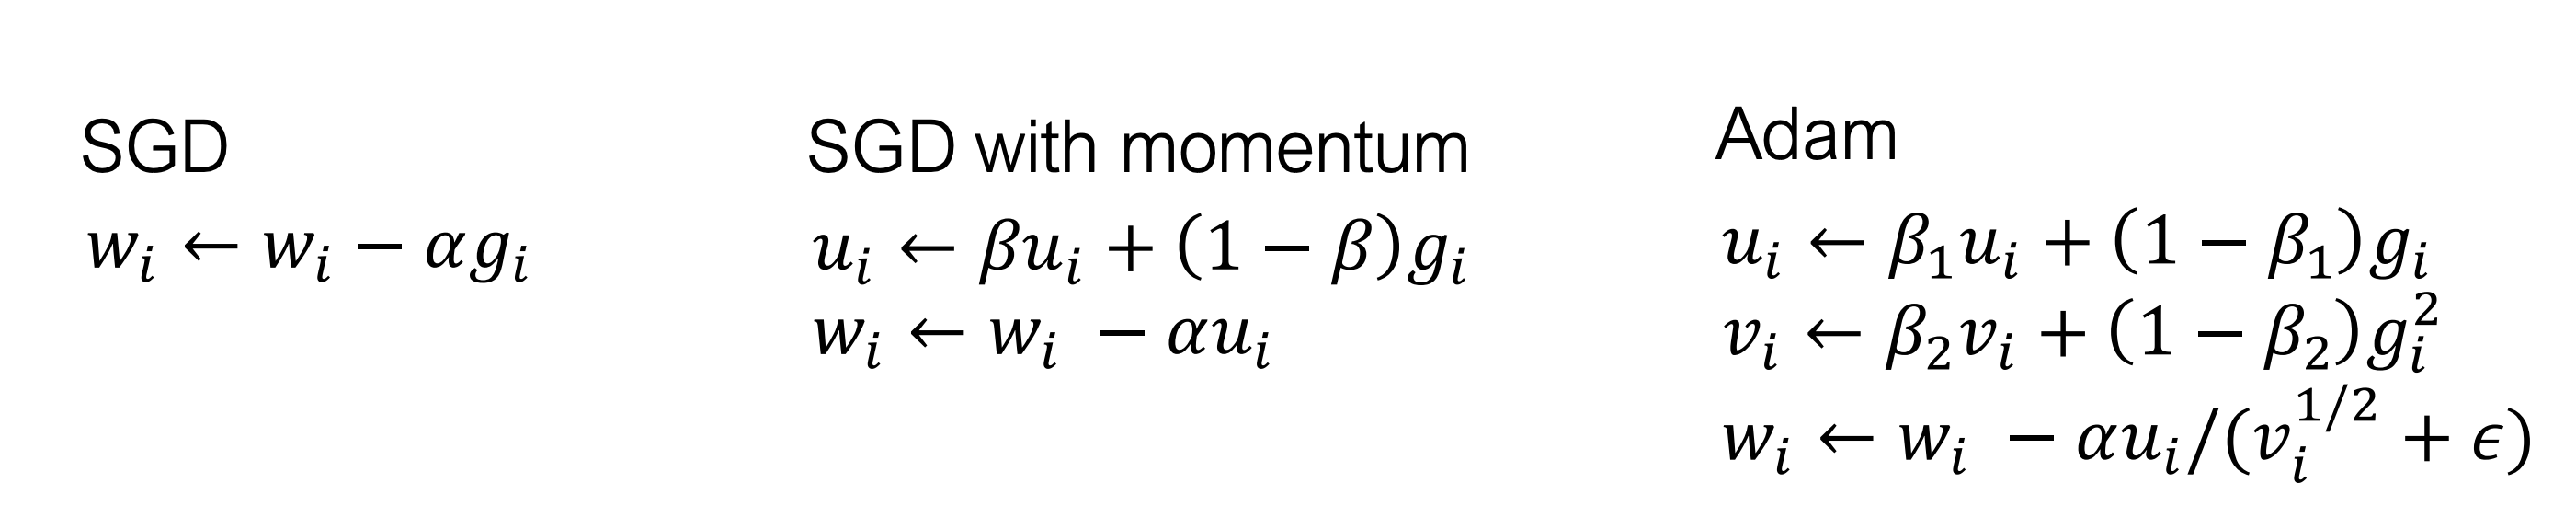 SGD
wᵢ ← wᵢ − αgᵢ
SGD with momentum
uᵢ ← βuᵢ + (1 − β)gᵢ
wᵢ ← wᵢ − αuᵢ
Adam
uᵢ ← β₁uᵢ + (1 − β₁)gᵢ
vᵢ ← β₂vᵢ + (1 − β₂)gᵢ²
wᵢ ← wᵢ − αuᵢ/(vᵢ^{1/2} + ϵ)